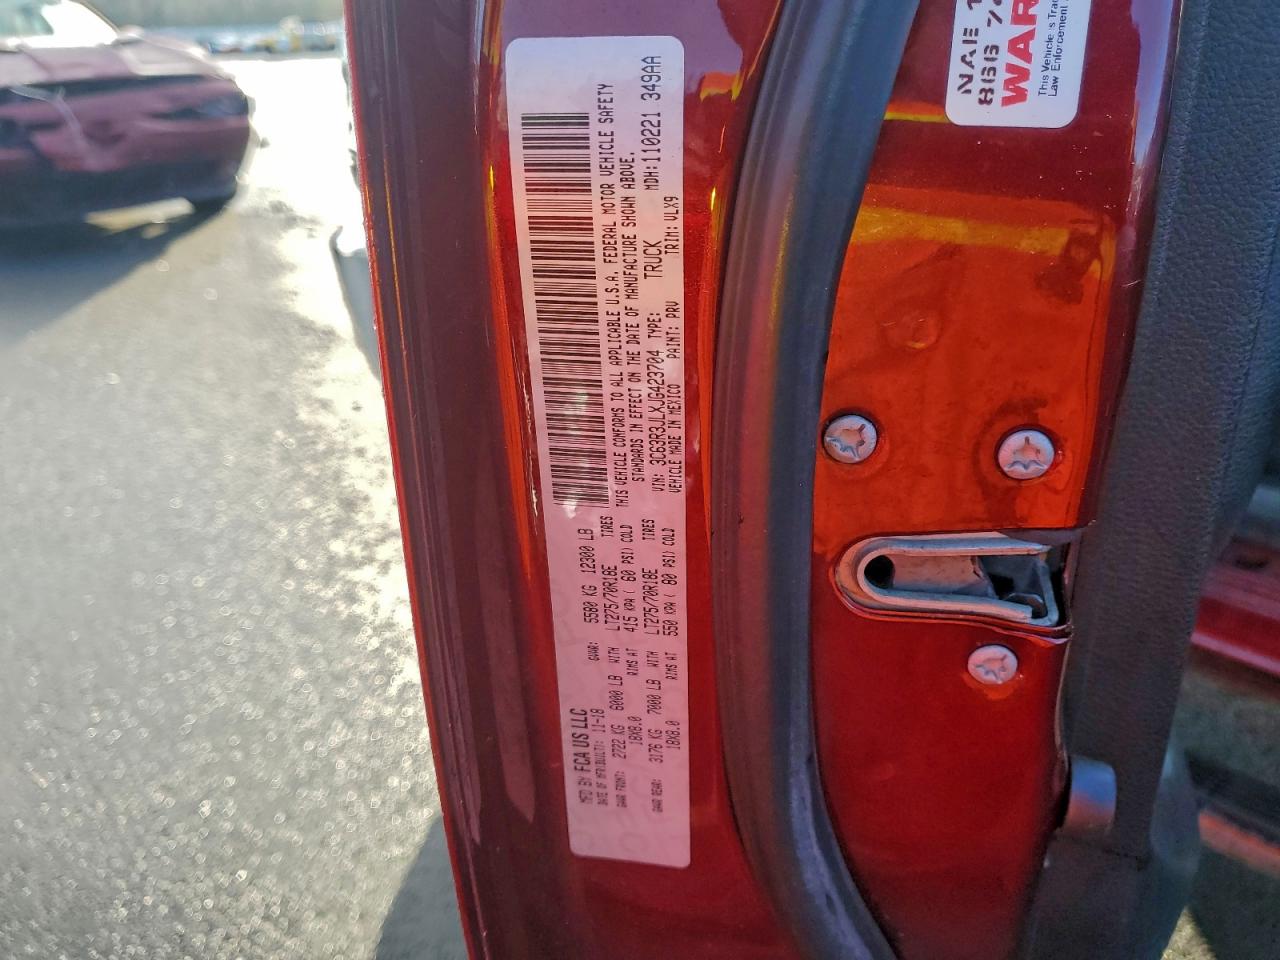 MFD BY FCA US LLC
DATE OF MFR(BUILT): 11-18 GVWR: 5580 KG 12300 LB
GAWR FRONT: 2722 KG 6000 LB WITH LT275/70R18E TIRES
18X8.0 RIMS AT 415 KPA ( 60 PSI) COLD
GAWR REAR: 3176 KG 7000 LB WITH LT275/70R18E TIRES
18X8.0 RIMS AT 550 KPA ( 80 PSI) COLD
THIS VEHICLE CONFORMS TO ALL APPLICABLE U.S.A. FEDERAL MOTOR VEHICLE SAFETY
STANDARDS IN EFFECT ON THE DATE OF MANUFACTURE SHOWN ABOVE.
VIN: 3C63R3JLXJG423704 TYPE: TRUCK MDH: 110221 349AA
VEHICLE MADE IN MEXICO PAINT: PRV TRIM: VLX9
866 7
WAR
This Vehicle is
Law Enforcement